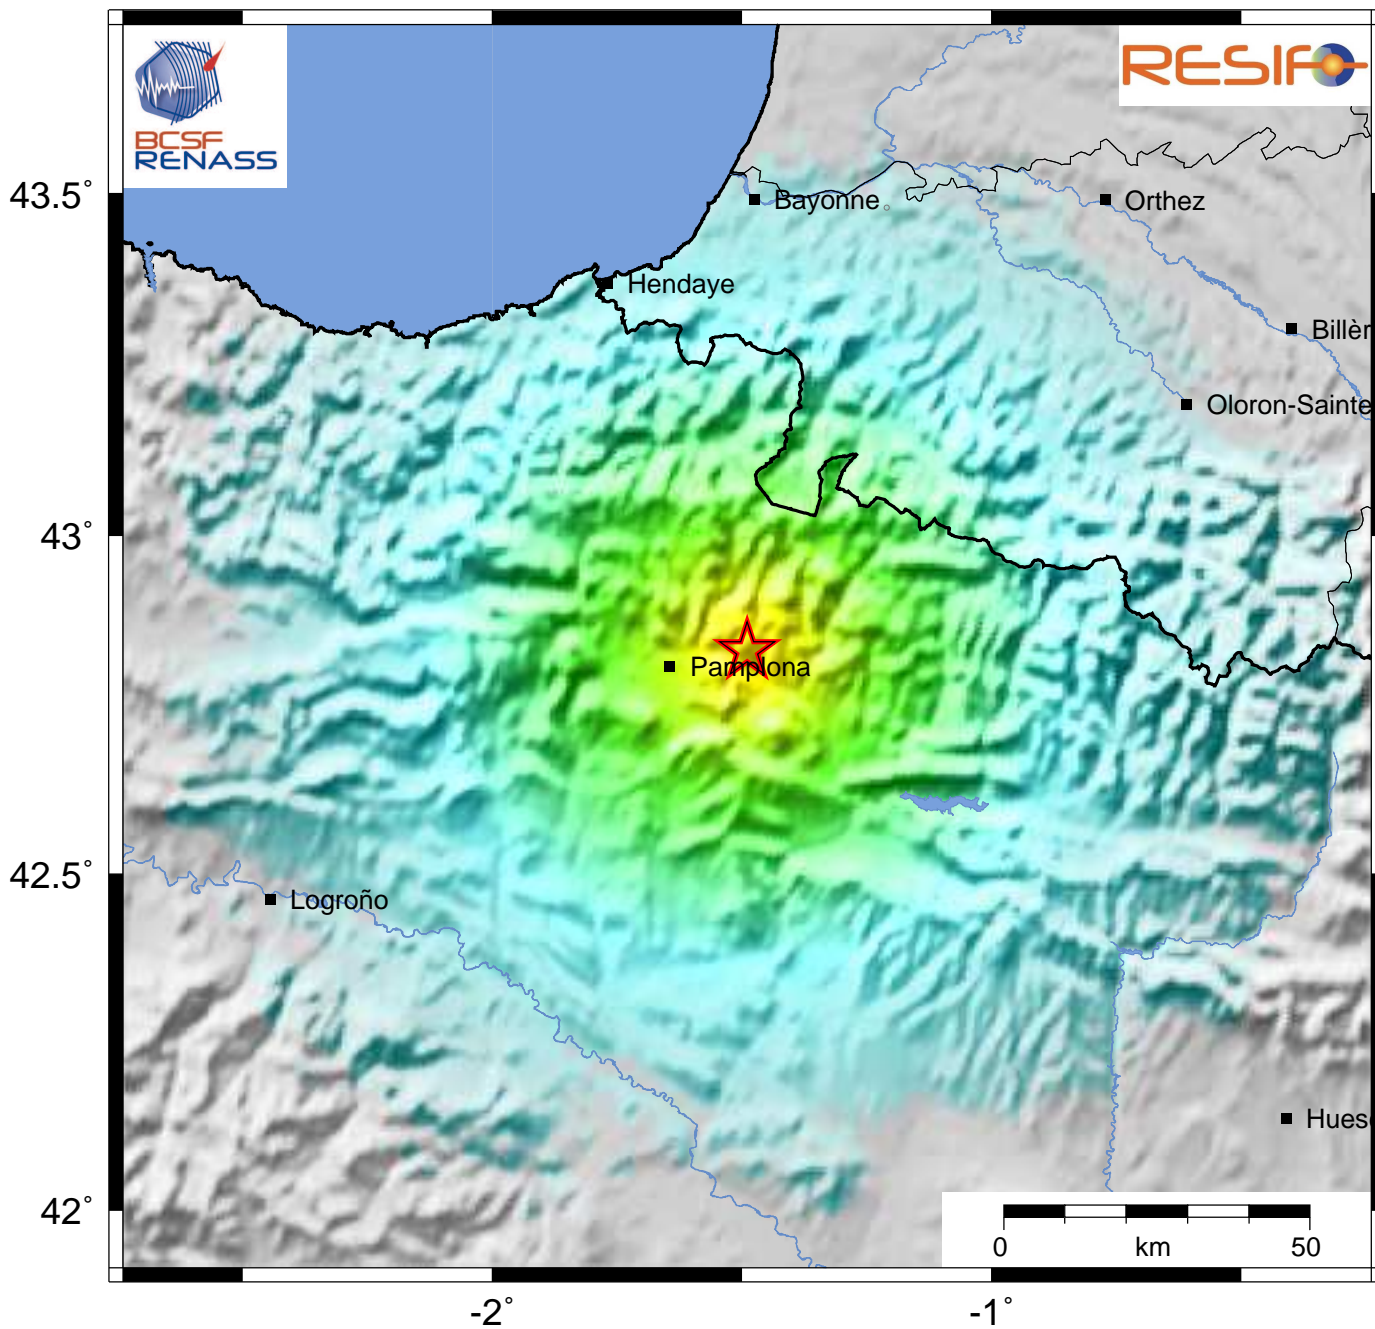 BCSF
RENASS
RESIF
43.5°
Bayonne
Orthez
Hendaye
Billèr
Oloron-Sainte
43°
Pamplona
42.5°
Logroño
Huesc
42°
0 km 50
-2° -1°